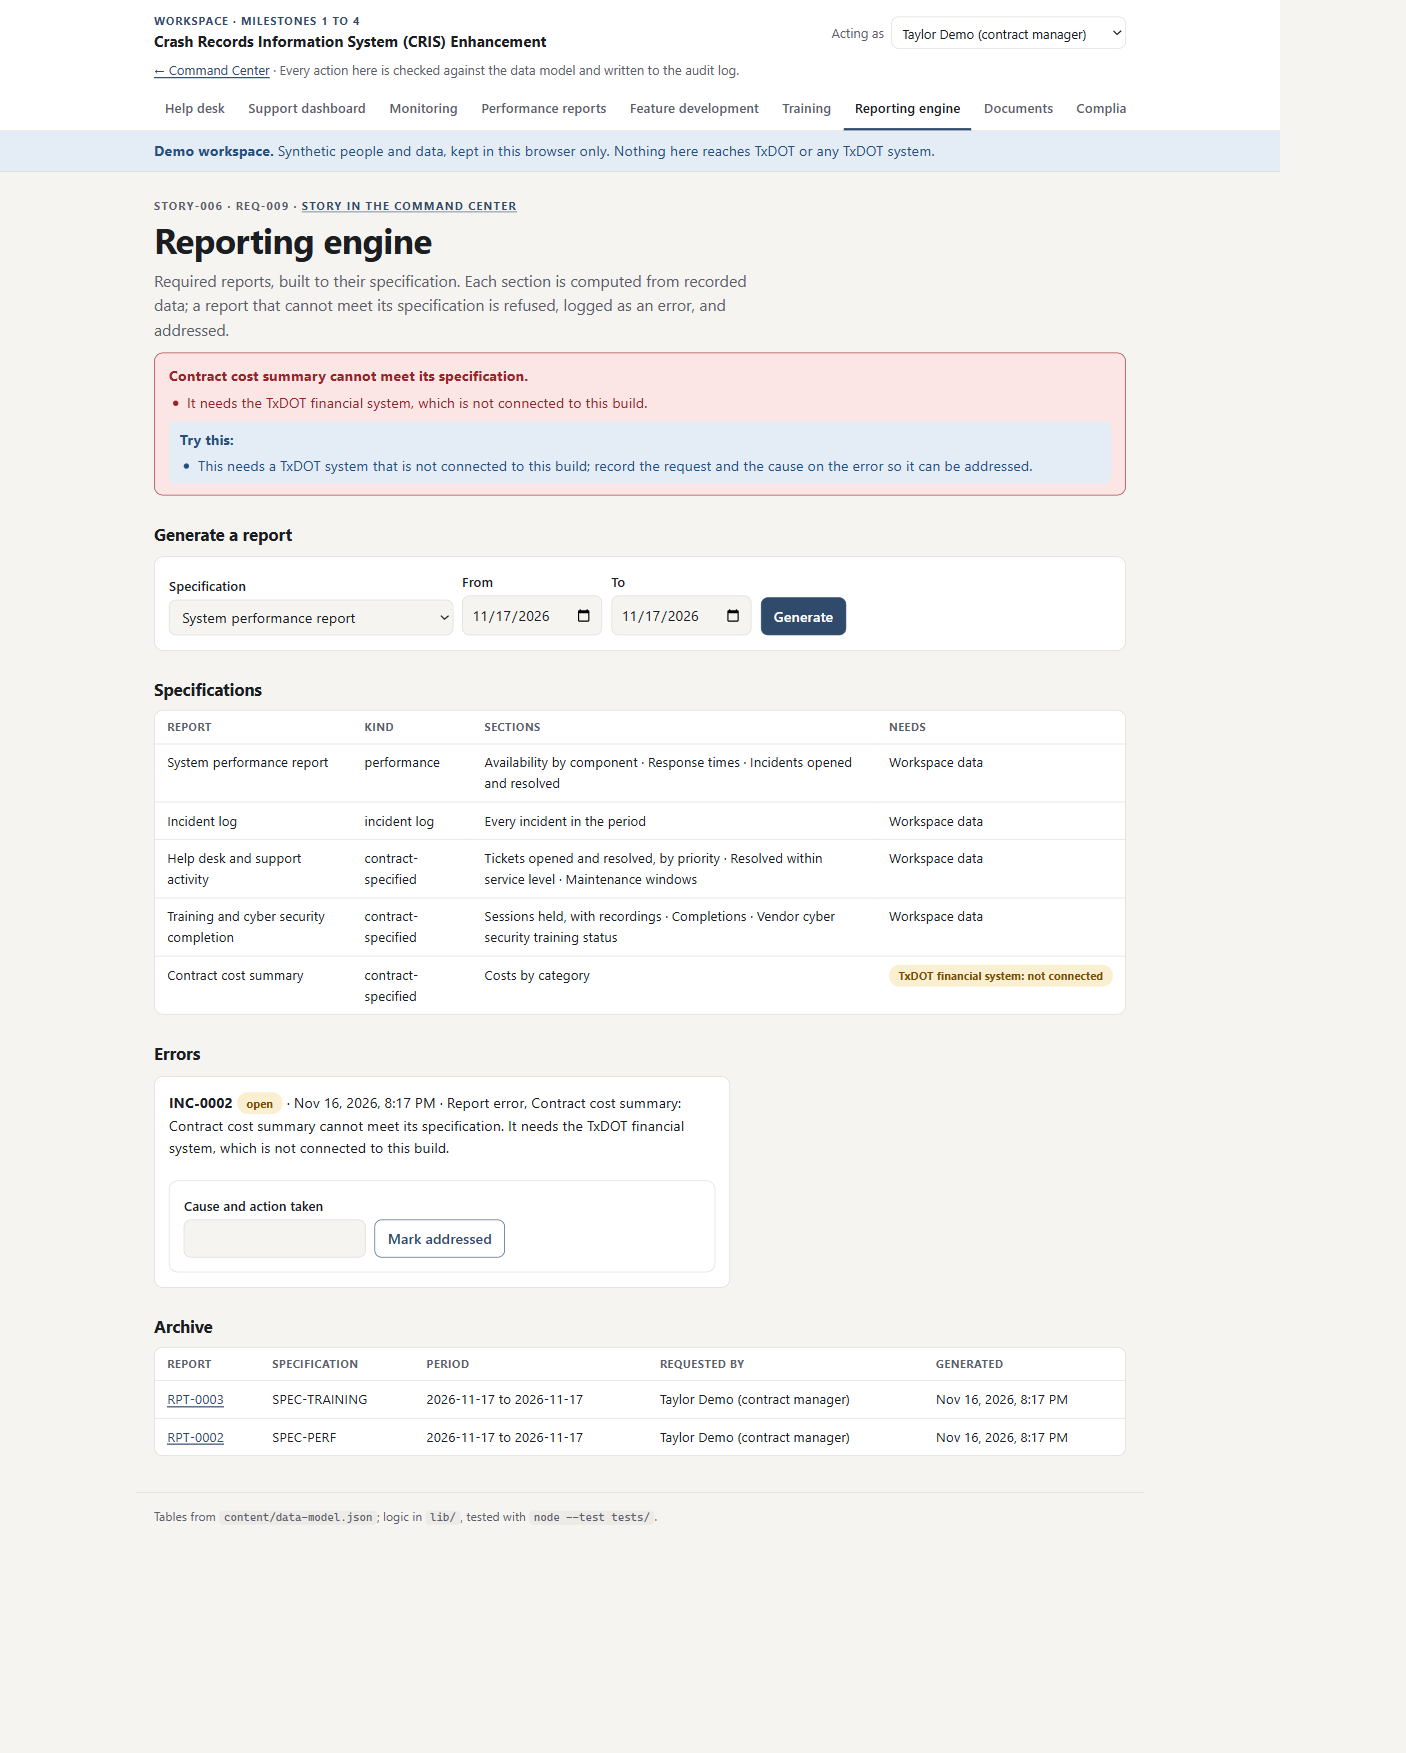 WORKSPACE · MILESTONES 1 TO 4
Crash Records Information System (CRIS) Enhancement
Acting as Taylor Demo (contract manager)
← Command Center · Every action here is checked against the data model and written to the audit log.
Help desk Support dashboard Monitoring Performance reports Feature development Training Reporting engine Documents Complia
Demo workspace. Synthetic people and data, kept in this browser only. Nothing here reaches TxDOT or any TxDOT system.
STORY-006 · REQ-009 · STORY IN THE COMMAND CENTER
Reporting engine
Required reports, built to their specification. Each section is computed from recorded
data; a report that cannot meet its specification is refused, logged as an error, and
addressed.
Contract cost summary cannot meet its specification.
• It needs the TxDOT financial system, which is not connected to this build.
Try this:
• This needs a TxDOT system that is not connected to this build; record the request and the cause on the error so it can be addressed.
Generate a report
Specification From To
System performance report 11/17/2026 11/17/2026 Generate
Specifications
REPORT KIND SECTIONS NEEDS
System performance report performance Availability by component · Response times · Incidents opened Workspace data
and resolved
Incident log incident log Every incident in the period Workspace data
Help desk and support contract- Tickets opened and resolved, by priority · Resolved within Workspace data
activity specified service level · Maintenance windows
Training and cyber security contract- Sessions held, with recordings · Completions · Vendor cyber Workspace data
completion specified security training status
Contract cost summary contract- Costs by category TxDOT financial system: not connected
specified
Errors
INC-0002 open · Nov 16, 2026, 8:17 PM · Report error, Contract cost summary:
Contract cost summary cannot meet its specification. It needs the TxDOT financial
system, which is not connected to this build.
Cause and action taken
Mark addressed
Archive
REPORT SPECIFICATION PERIOD REQUESTED BY GENERATED
RPT-0003 SPEC-TRAINING 2026-11-17 to 2026-11-17 Taylor Demo (contract manager) Nov 16, 2026, 8:17 PM
RPT-0002 SPEC-PERF 2026-11-17 to 2026-11-17 Taylor Demo (contract manager) Nov 16, 2026, 8:17 PM
Tables from content/data-model.json; logic in lib/, tested with node --test tests/.